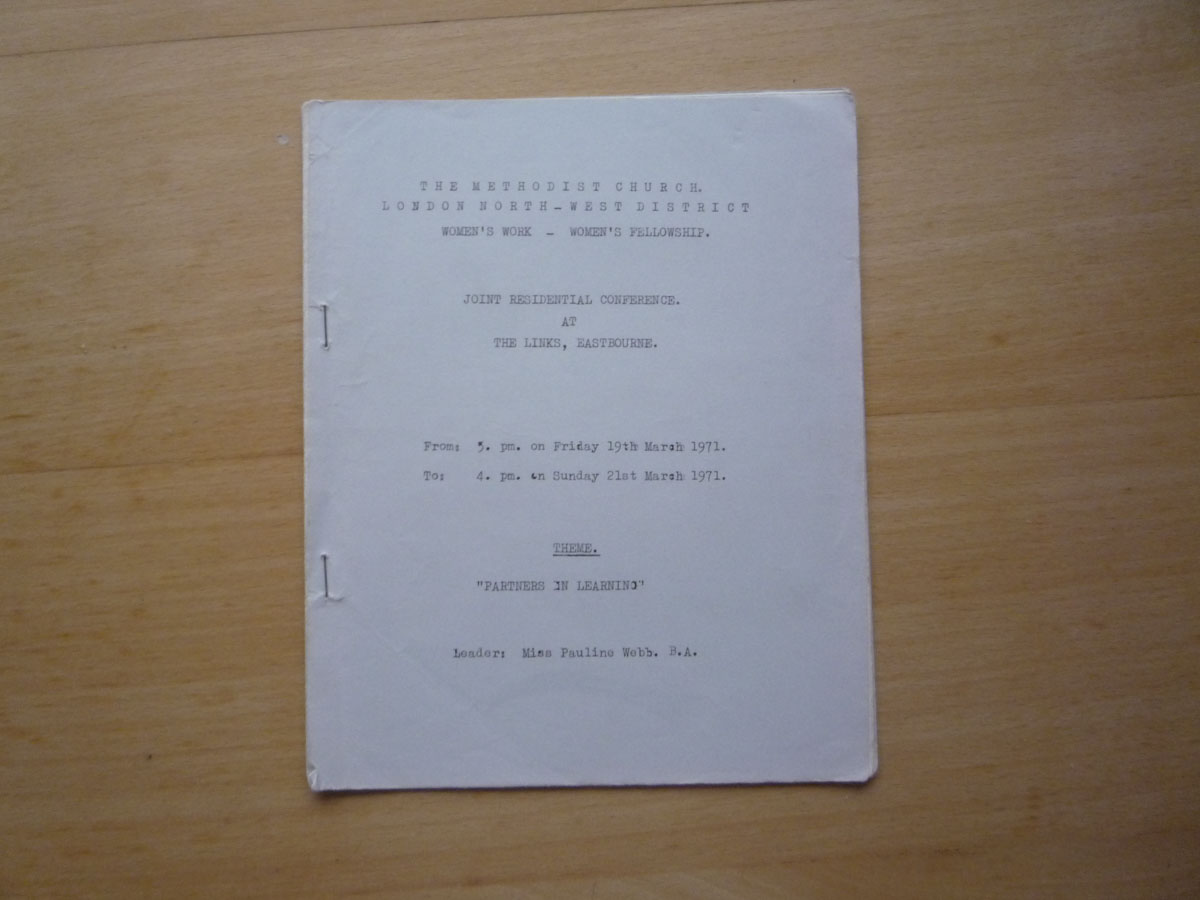 THE METHODIST CHURCH.
LONDON NORTH-WEST DISTRICT
WOMEN'S WORK - WOMEN'S FELLOWSHIP.
JOINT RESIDENTIAL CONFERENCE.
AT
THE LINKS, EASTBOURNE.
From: 5. pm. on Friday 19th March 1971.
To: 4. pm. on Sunday 21st March 1971.
THEME.
"PARTNERS IN LEARNING"
Leader: Miss Pauline Webb. B.A.